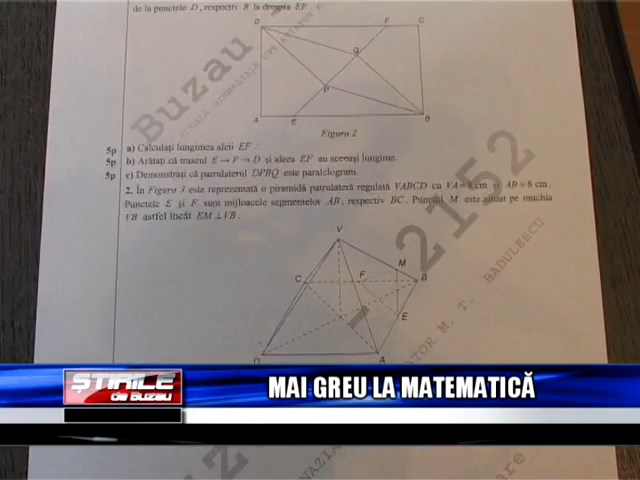 de la punctele D, respectiv B la dreapta EF.
D F C
Q
P
A E B
Figura 2
5p a) Calculați lungimea aleii EF.
5p b) Arătați că traseul E → P → D și aleea EF au aceeași lungime.
5p c) Demonstrați că patrulaterul DPBQ este paralelogram.
2. În Figura 3 este reprezentată o piramidă patrulateră regulată VABCD cu VA = 8 cm și AB = 8 cm.
Punctele E și F sunt mijloacele segmentelor AB, respectiv BC. Punctul M este situat pe muchia
VB astfel încât EM ⊥ VB.
V
M
C F B
E
D A
Buzau
2152
M. T. BADULESCU
ȘTIRILE
de BUZAU
MAI GREU LA MATEMATICĂ